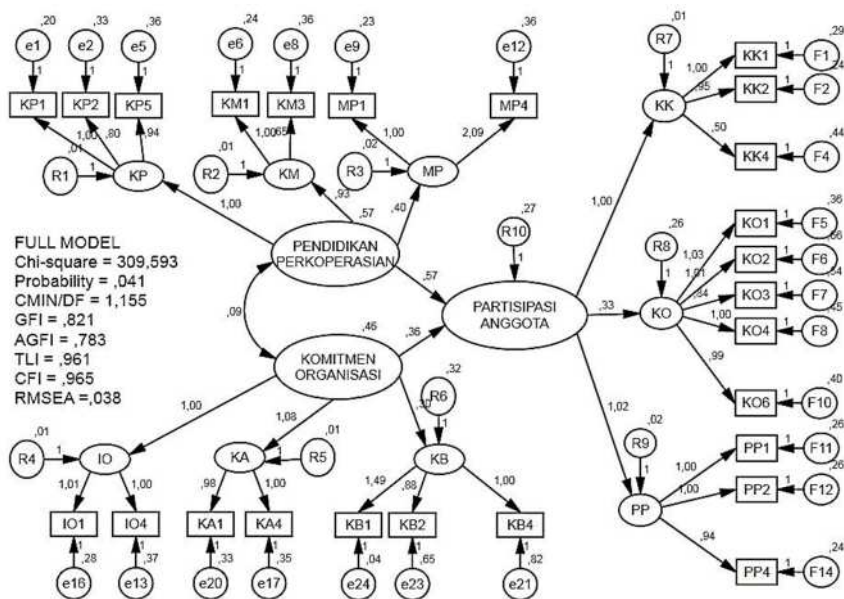 ,20 ,33 ,36 ,24 ,36 ,23 ,36
e1 e2 e5 e6 e8 e9 e12
1 1 1 1 1 1 1
KP1 KP2 KP5 KM1 KM3 MP1 MP4
1,00 ,80 ,94 1,00 ,65 1,00 2,09
,01 ,01 ,02
R1 1 KP R2 1 KM R3 1 MP
1,00 ,93 ,40
,57
PENDIDIKAN
PERKOPERASIAN
,57
FULL MODEL
Chi-square = 309,593
Probability = ,041
CMIN/DF = 1,155
GFI = ,821
AGFI = ,783
TLI = ,961
CFI = ,965
RMSEA =,038
,09
,46
KOMITMEN
ORGANISASI
,36
,27
R10
1
PARTISIPASI
ANGGOTA
1,00
,33
1,02
1,00 1,08
,32
R6
1
,01 ,01
R4 1 IO KA R5 KB
1,01 1,00 ,98 1,00 1,49 ,88 1,00
IO1 IO4 KA1 KA4 KB1 KB2 KB4
1 1 1 1 1 1 1
,28 ,37 ,33 ,35 ,04 ,65 ,82
e16 e13 e20 e17 e24 e23 e21
,01
R7
1
KK
1,00 ,95 ,50
,29
KK1 1 F1
KK2 1 F2
,44
KK4 1 F4
,26
R8
1
KO
1,03 1,01 ,84 1,00 ,99
,36
KO1 1 F5
KO2 1 F6
KO3 1 F7
KO4 1 F8
,40
KO6 1 F10
,02
R9
1
PP
1,00 1,00 ,94
,26
PP1 1 F11
,26
PP2 1 F12
,24
PP4 1 F14